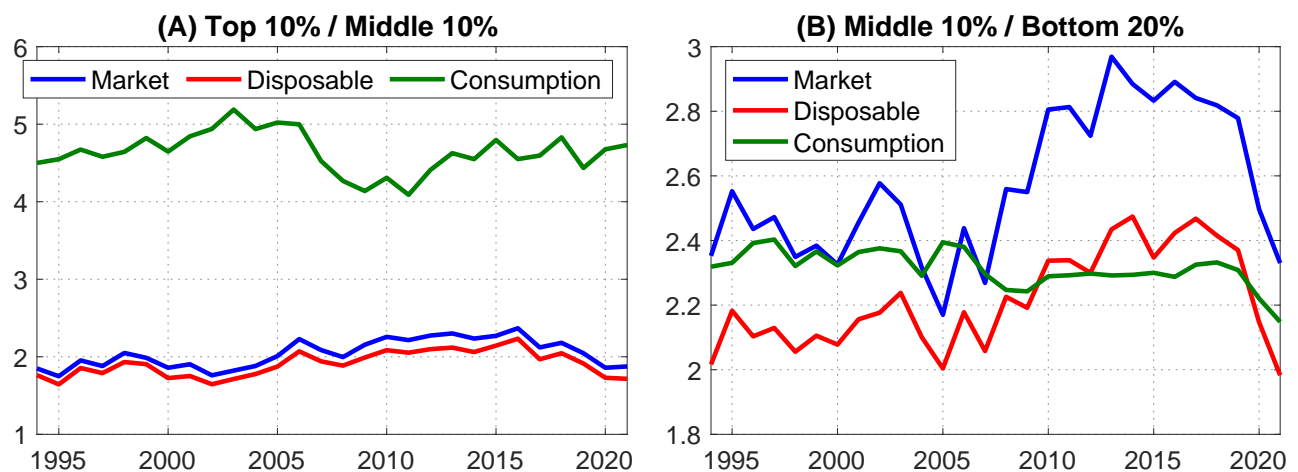 (A) Top 10% / Middle 10%
6
5
4
3
2
1
Market Disposable Consumption
1995 2000 2005 2010 2015 2020
(B) Middle 10% / Bottom 20%
3
2.8
2.6
2.4
2.2
2
1.8
Market
Disposable
Consumption
1995 2000 2005 2010 2015 2020